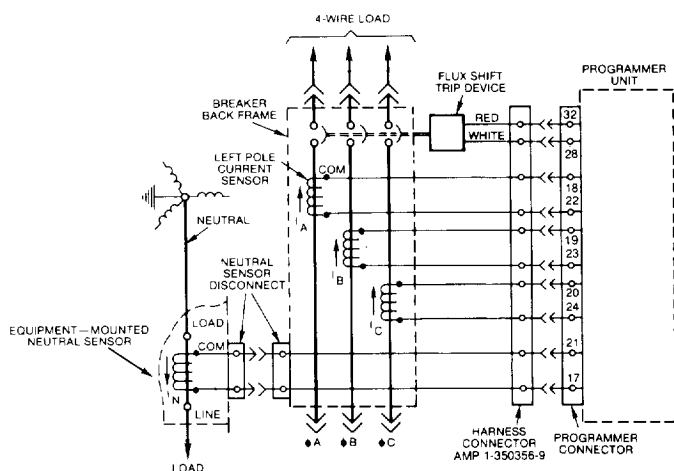 4-WIRE LOAD
FLUX SHIFT
TRIP DEVICE
PROGRAMMER
UNIT
BREAKER
BACK FRAME
RED
WHITE
32
28
LEFT POLE
CURRENT
SENSOR
COM
18
22
I A
NEUTRAL
19
23
I B
NEUTRAL
SENSOR
DISCONNECT
20
24
I C
EQUIPMENT—MOUNTED
NEUTRAL SENSOR
LOAD
COM
21
17
I N
LINE
LOAD
ϕA
ϕB
ϕC
HARNESS
CONNECTOR
AMP 1-350356-9
PROGRAMMER
CONNECTOR